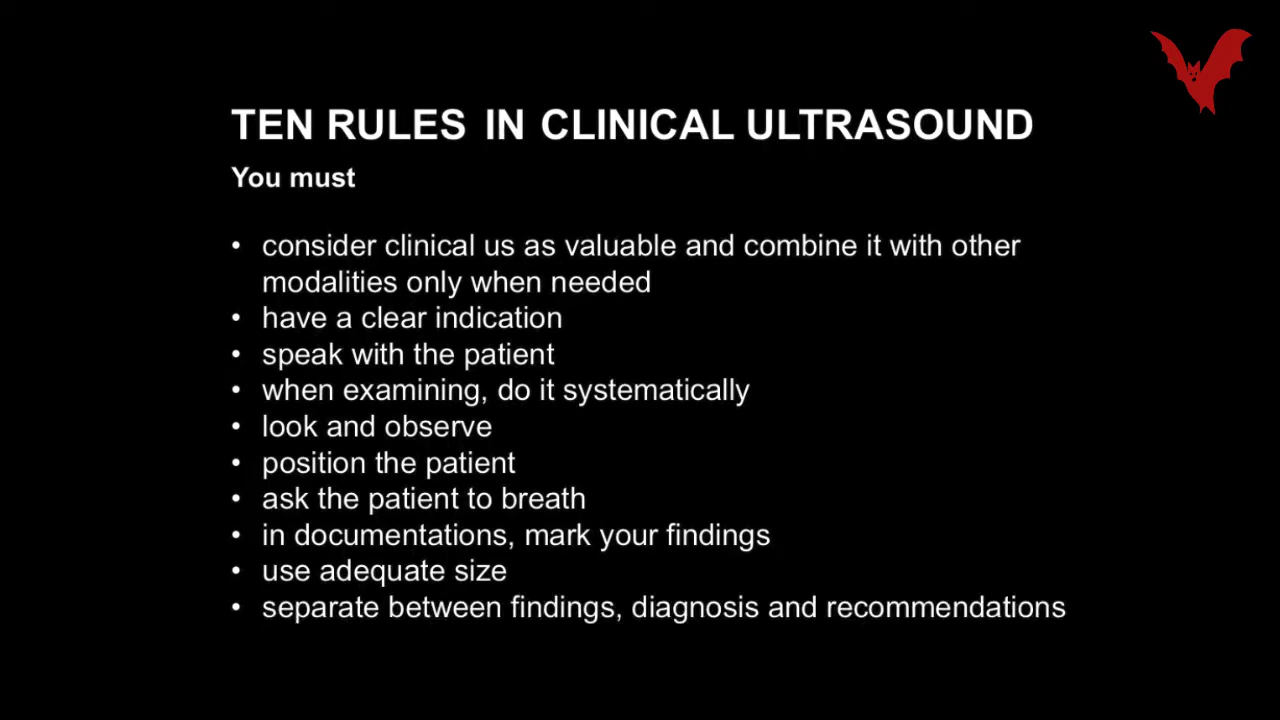 TEN RULES IN CLINICAL ULTRASOUND
You must
• consider clinical us as valuable and combine it with other
modalities only when needed
• have a clear indication
• speak with the patient
• when examining, do it systematically
• look and observe
• position the patient
• ask the patient to breath
• in documentations, mark your findings
• use adequate size
• separate between findings, diagnosis and recommendations